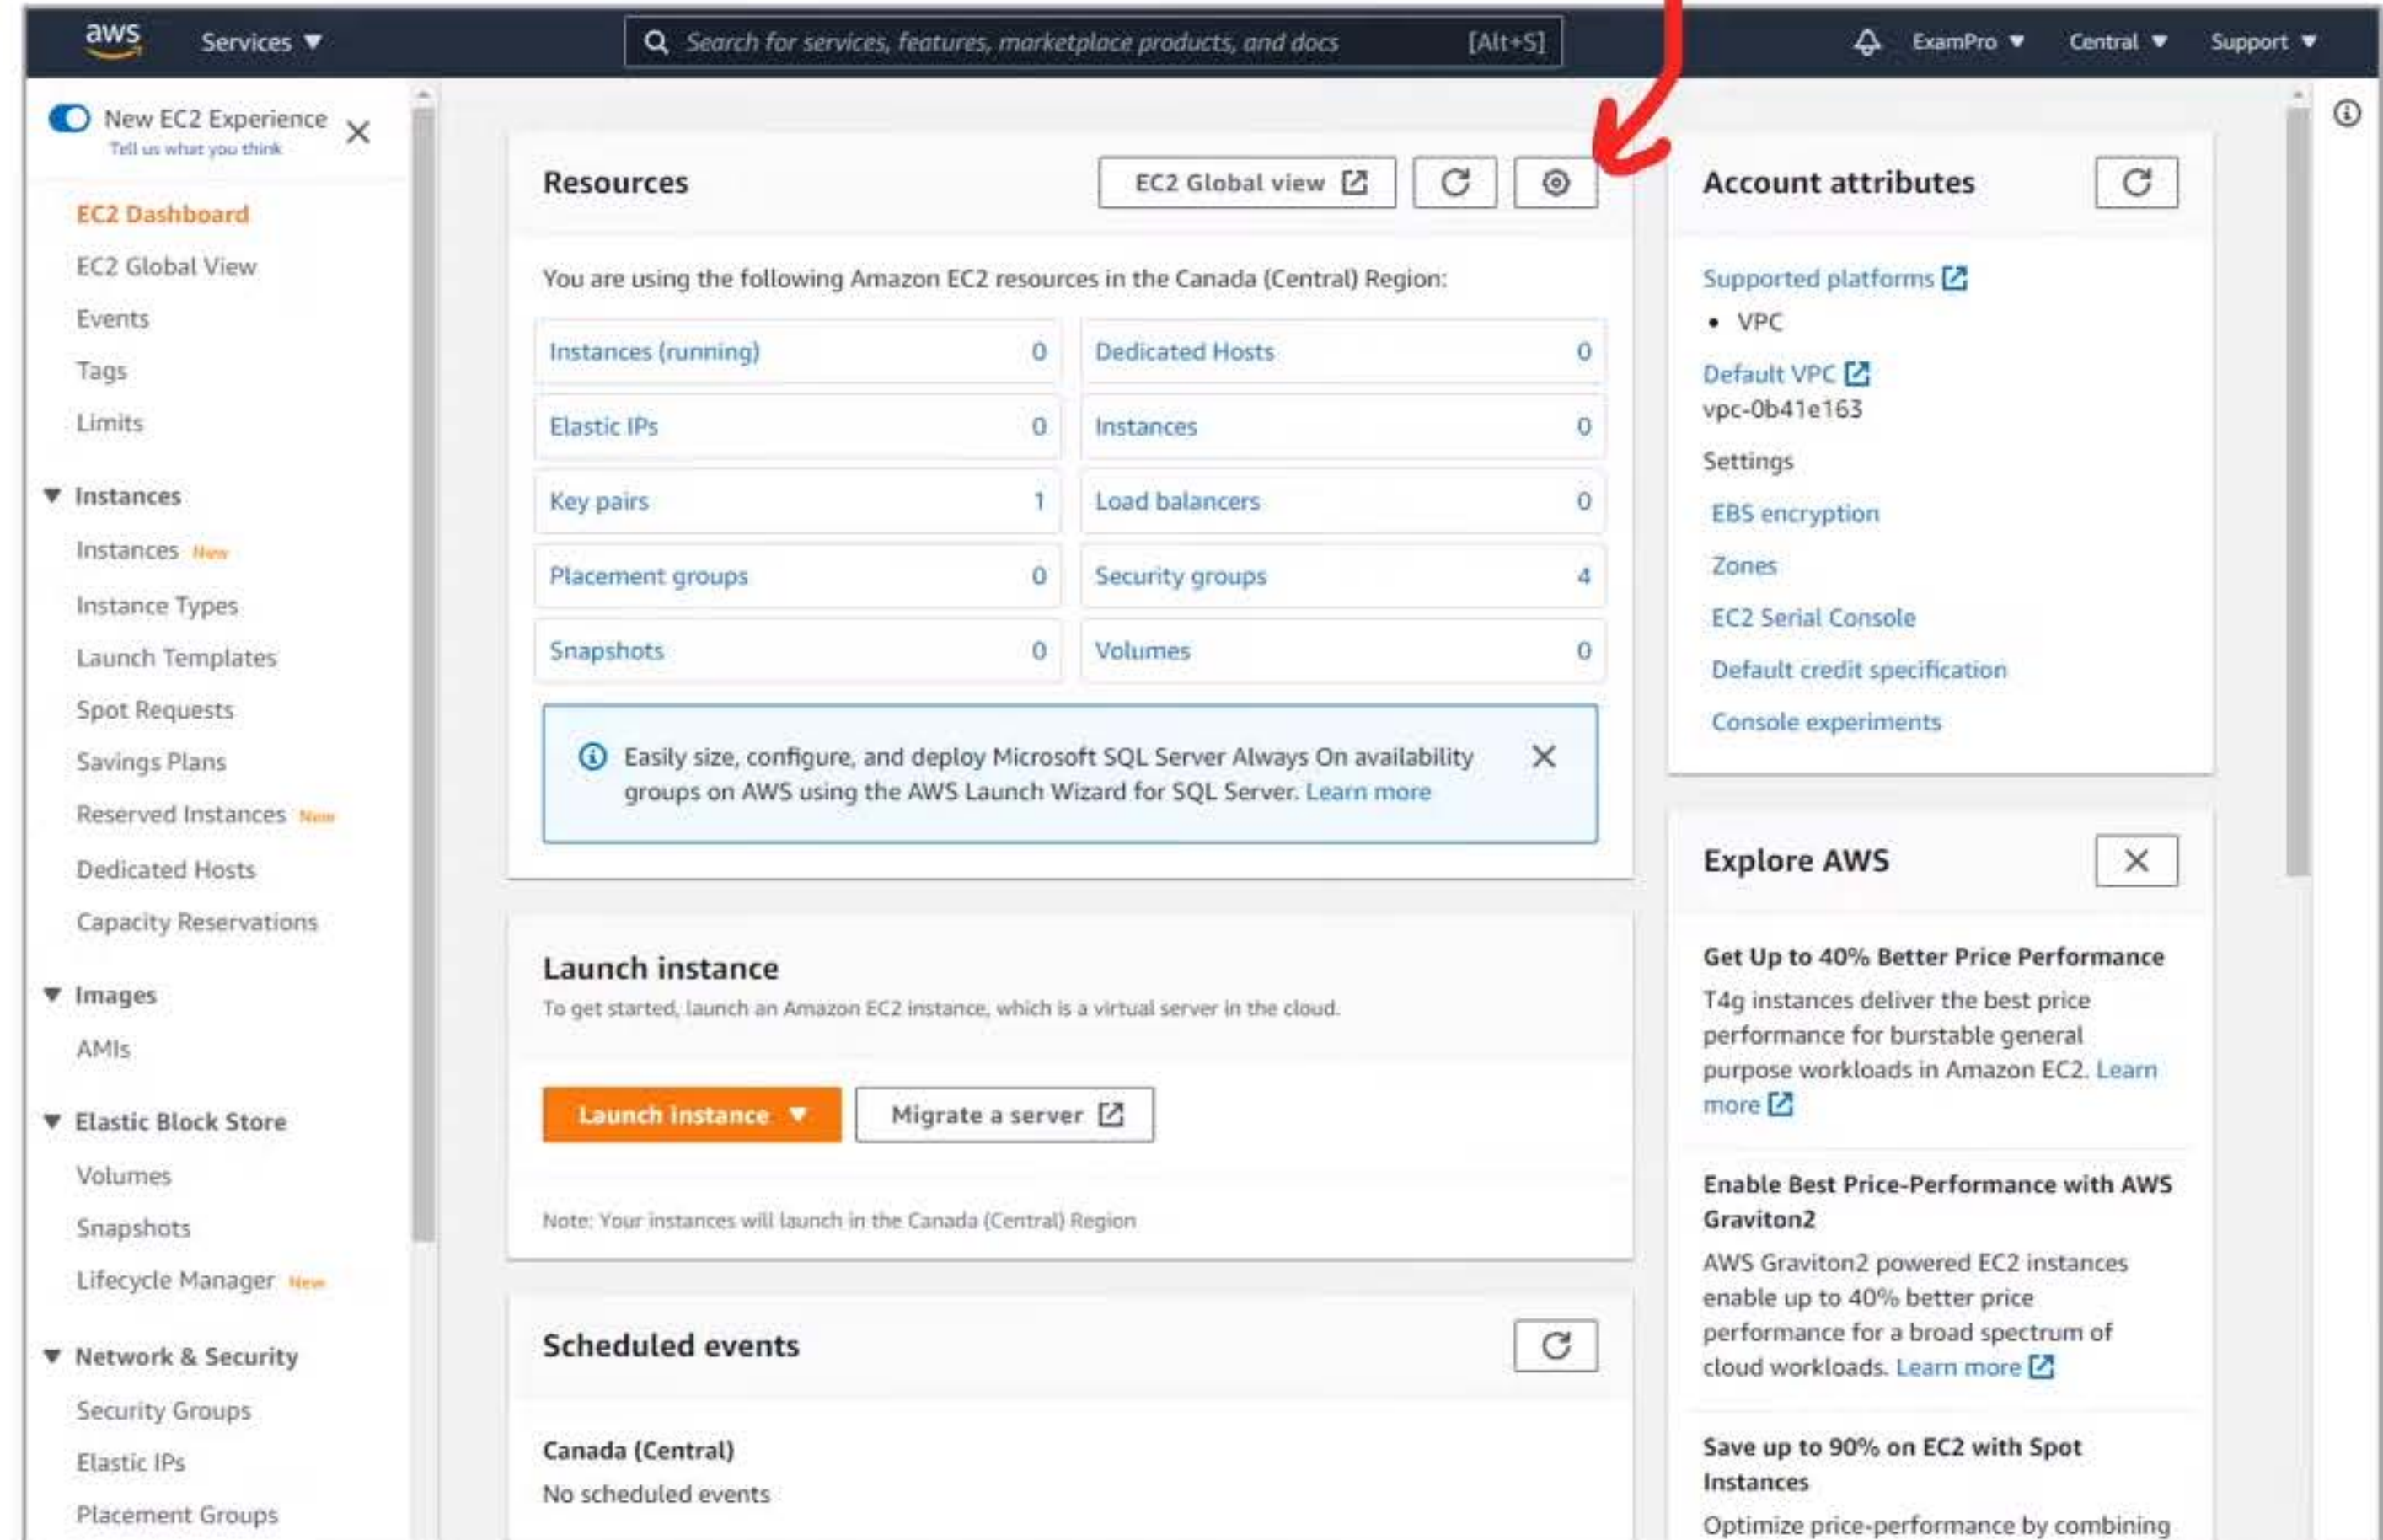 aws
Services ▼
Search for services, features, marketplace products, and docs [Alt+S]
ExamPro ▼
Central ▼
Support ▼
New EC2 Experience
Tell us what you think
EC2 Dashboard
EC2 Global View
Events
Tags
Limits
▼ Instances
Instances New
Instance Types
Launch Templates
Spot Requests
Savings Plans
Reserved Instances New
Dedicated Hosts
Capacity Reservations
▼ Images
AMIs
▼ Elastic Block Store
Volumes
Snapshots
Lifecycle Manager New
▼ Network & Security
Security Groups
Elastic IPs
Placement Groups
Resources
EC2 Global view
You are using the following Amazon EC2 resources in the Canada (Central) Region:
Instances (running) 0
Dedicated Hosts 0
Elastic IPs 0
Instances 0
Key pairs 1
Load balancers 0
Placement groups 0
Security groups 4
Snapshots 0
Volumes 0
Easily size, configure, and deploy Microsoft SQL Server Always On availability
groups on AWS using the AWS Launch Wizard for SQL Server. Learn more
Launch instance
To get started, launch an Amazon EC2 instance, which is a virtual server in the cloud.
Launch instance ▼
Migrate a server
Note: Your instances will launch in the Canada (Central) Region
Scheduled events
Canada (Central)
No scheduled events
Account attributes
Supported platforms
• VPC
Default VPC
vpc-0b41e163
Settings
EBS encryption
Zones
EC2 Serial Console
Default credit specification
Console experiments
Explore AWS
Get Up to 40% Better Price Performance
T4g instances deliver the best price
performance for burstable general
purpose workloads in Amazon EC2. Learn
more
Enable Best Price-Performance with AWS
Graviton2
AWS Graviton2 powered EC2 instances
enable up to 40% better price
performance for a broad spectrum of
cloud workloads. Learn more
Save up to 90% on EC2 with Spot
Instances
Optimize price-performance by combining